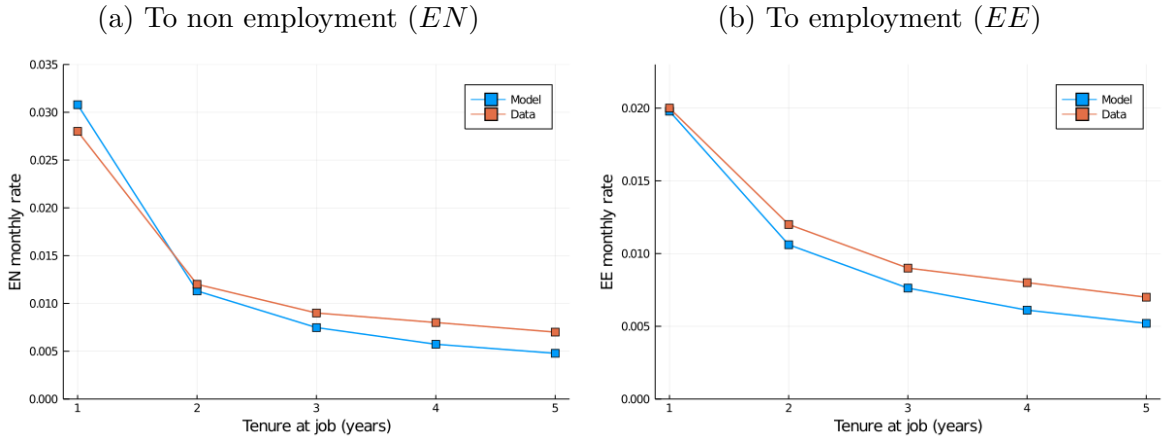 (a) To non employment (EN)
EN monthly rate
0.035
0.030
0.025
0.020
0.015
0.010
0.005
0.000
1 2 3 4 5
Tenure at job (years)
Model
Data
(b) To employment (EE)
EE monthly rate
0.020
0.015
0.010
0.005
0.000
1 2 3 4 5
Tenure at job (years)
Model
Data